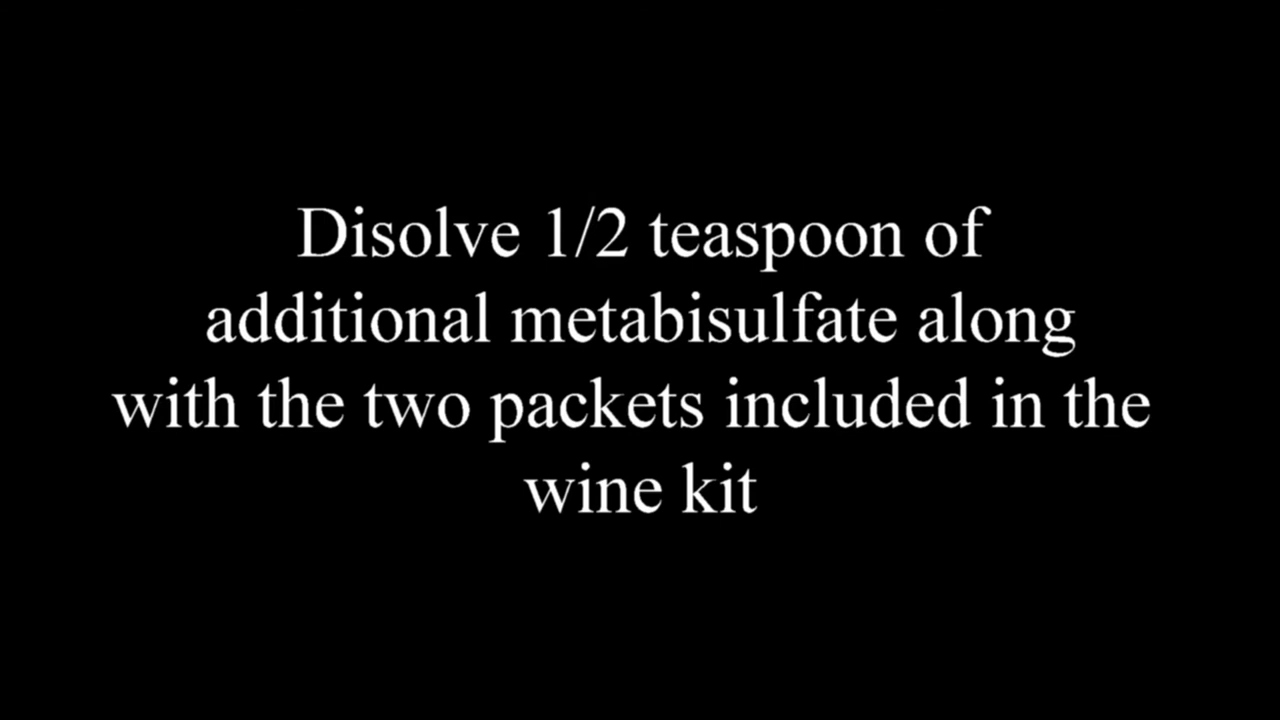 Disolve 1/2 teaspoon of
additional metabisulfate along
with the two packets included in the
wine kit